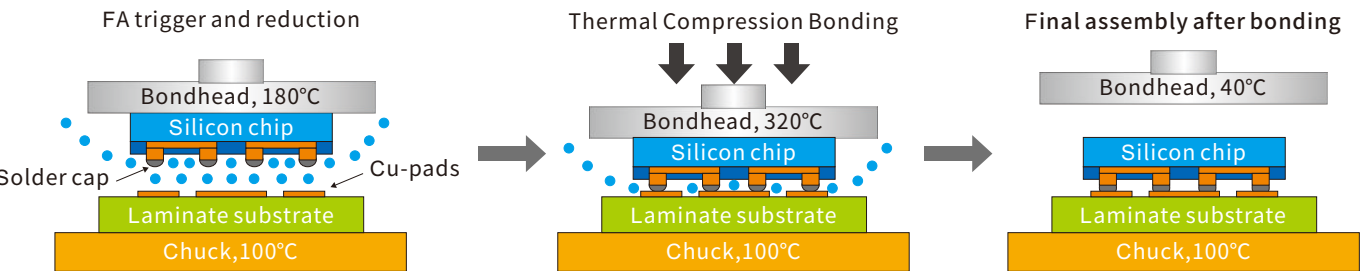 FA trigger and reduction
Bondhead, 180°C
Silicon chip
Solder cap
Cu-pads
Laminate substrate
Chuck,100°C
Thermal Compression Bonding
Bondhead, 320°C
Silicon chip
Laminate substrate
Chuck,100°C
Final assembly after bonding
Bondhead, 40°C
Silicon chip
Laminate substrate
Chuck,100°C